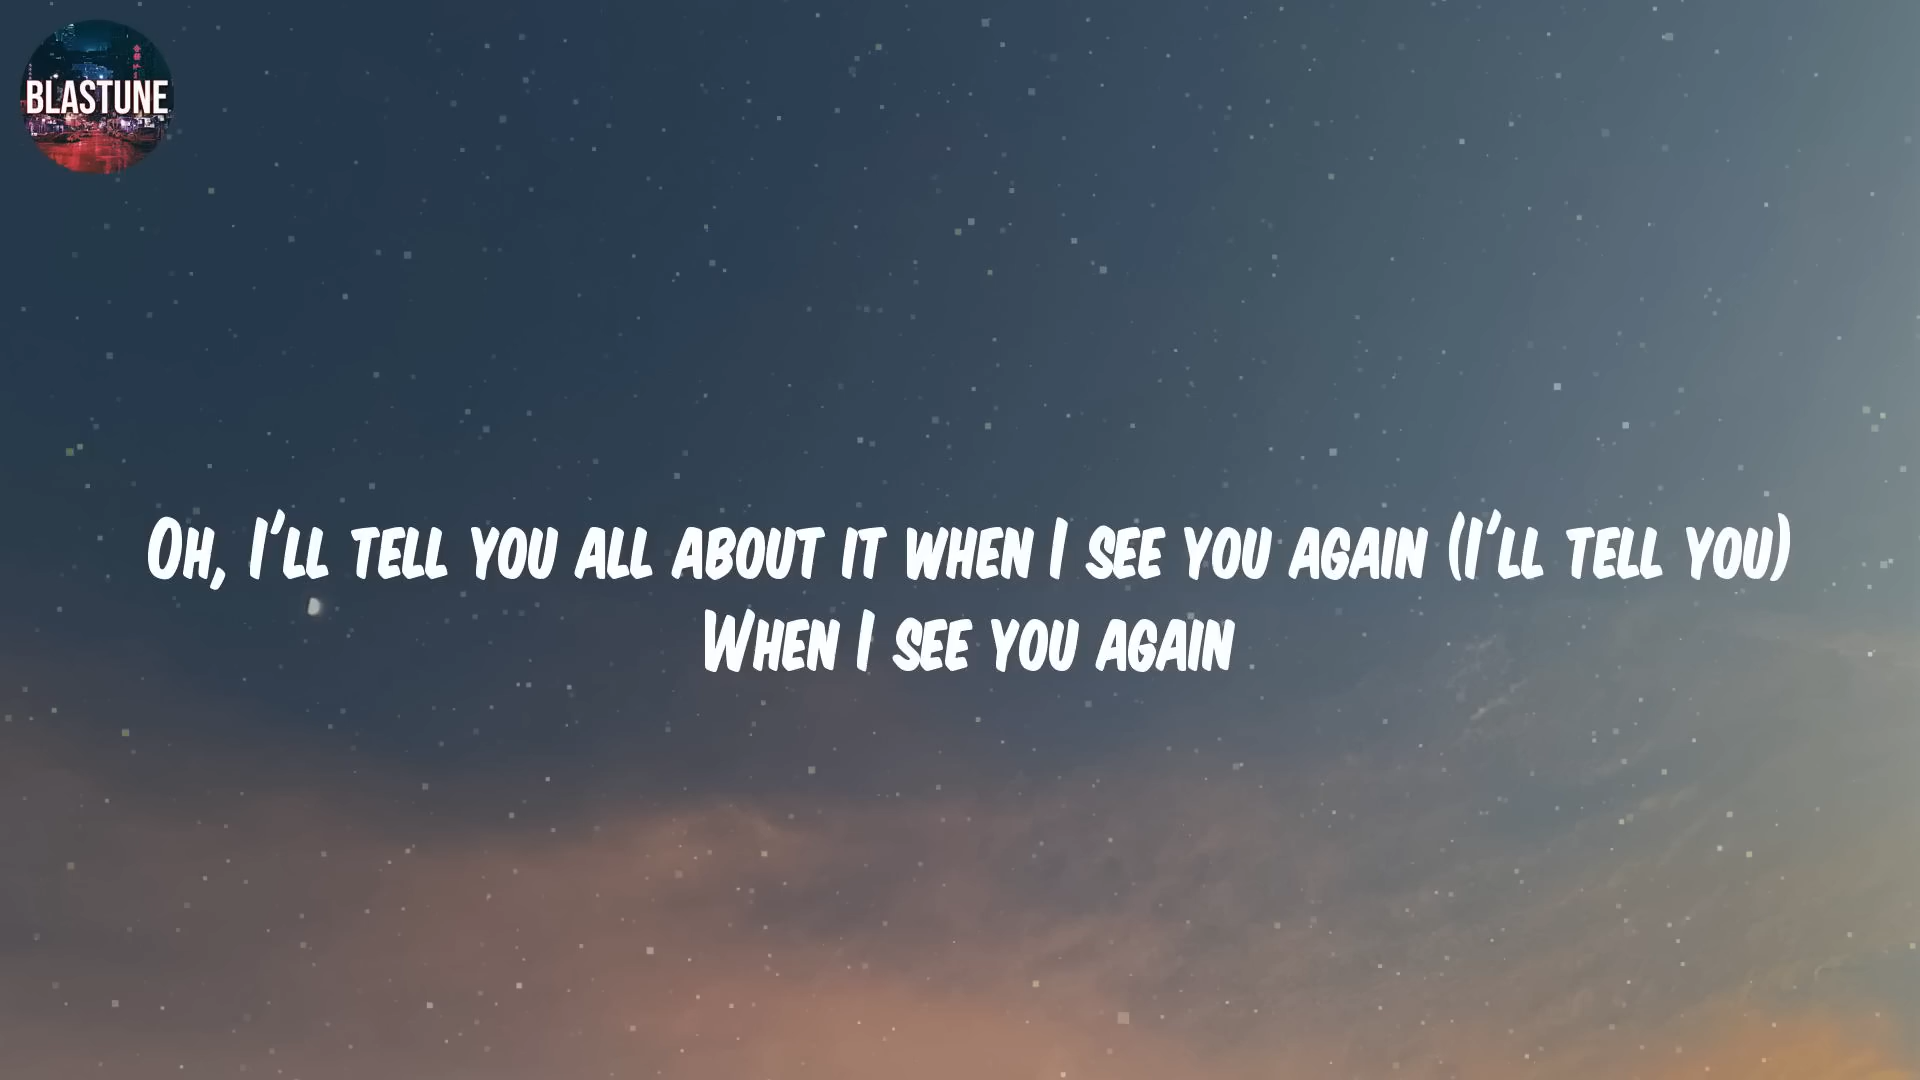 BLASTUNE
Oh, I'll tell you all about it when I see you again (I'll tell you)
When I see you again